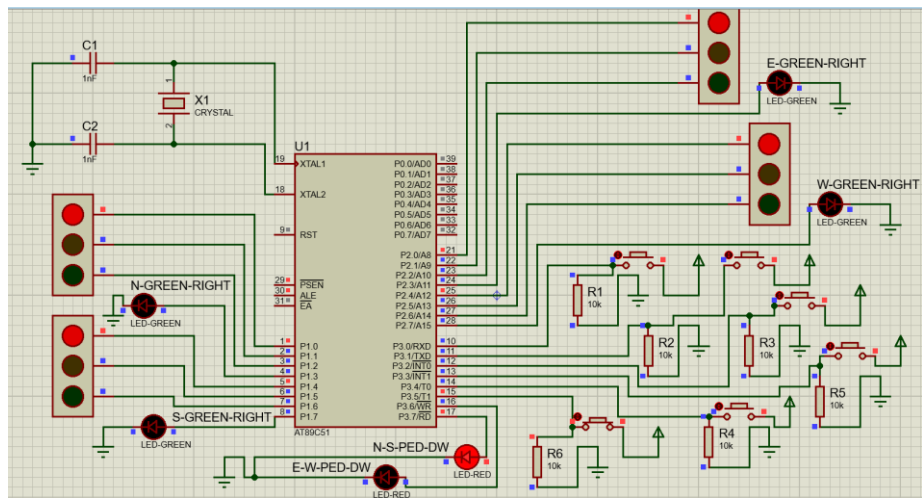 C1
1nF
X1
CRYSTAL
1
2
C2
1nF
E-GREEN-RIGHT
LED-GREEN
W-GREEN-RIGHT
LED-GREEN
U1
19 XTAL1
18 XTAL2
9 RST
29 PSEN
30 ALE
31 EA
1 P1.0
2 P1.1
3 P1.2
4 P1.3
5 P1.4
6 P1.5
7 P1.6
8 P1.7
P0.0/AD0 39
P0.1/AD1 38
P0.2/AD2 37
P0.3/AD3 36
P0.4/AD4 35
P0.5/AD5 34
P0.6/AD6 33
P0.7/AD7 32
P2.0/A8 21
P2.1/A9 22
P2.2/A10 23
P2.3/A11 24
P2.4/A12 25
P2.5/A13 26
P2.6/A14 27
P2.7/A15 28
P3.0/RXD 10
P3.1/TXD 11
P3.2/INT0 12
P3.3/INT1 13
P3.4/T0 14
P3.5/T1 15
P3.6/WR 16
P3.7/RD 17
AT89C51
N-GREEN-RIGHT
LED-GREEN
S-GREEN-RIGHT
LED-GREEN
N-S-PED-DW
LED-RED
E-W-PED-DW
LED-RED
R1
10k
R2
10k
R3
10k
R5
10k
R4
10k
R6
10k